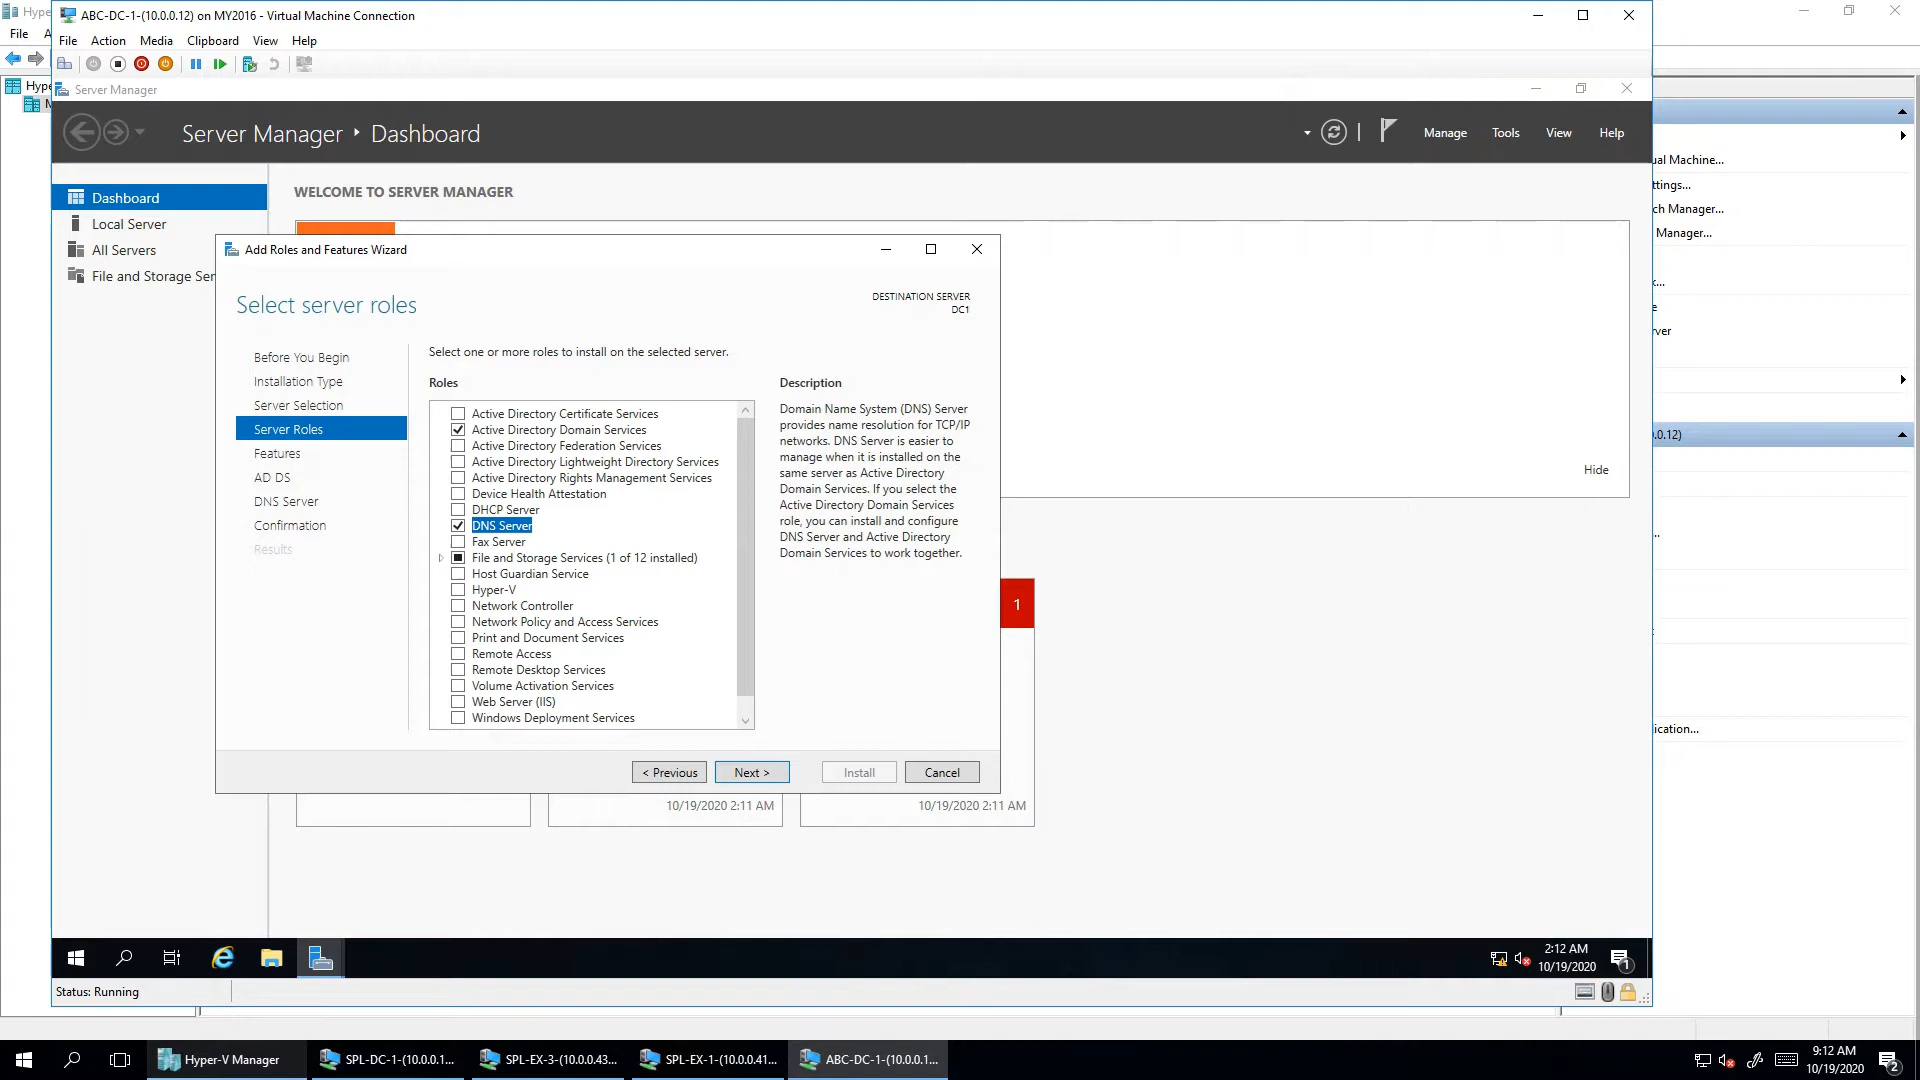 Hype
ABC-DC-1-(10.0.0.12) on MY2016 - Virtual Machine Connection
File A
File Action Media Clipboard View Help
Hype
Server Manager
M
Server Manager
Dashboard
Manage Tools View Help
ual Machine...
ttings...
ch Manager...
Manager...
...
e
rver
.0.12)
...
ication...
WELCOME TO SERVER MANAGER
Dashboard
Local Server
All Servers
File and Storage Ser
Hide
Add Roles and Features Wizard
Select server roles
DESTINATION SERVER
DC1
Before You Begin
Installation Type
Server Selection
Server Roles
Features
AD DS
DNS Server
Confirmation
Results
Select one or more roles to install on the selected server.
Roles
Active Directory Certificate Services
Active Directory Domain Services
Active Directory Federation Services
Active Directory Lightweight Directory Services
Active Directory Rights Management Services
Device Health Attestation
DHCP Server
DNS Server
Fax Server
File and Storage Services (1 of 12 installed)
Host Guardian Service
Hyper-V
Network Controller
Network Policy and Access Services
Print and Document Services
Remote Access
Remote Desktop Services
Volume Activation Services
Web Server (IIS)
Windows Deployment Services
Description
Domain Name System (DNS) Server
provides name resolution for TCP/IP
networks. DNS Server is easier to
manage when it is installed on the
same server as Active Directory
Domain Services. If you select the
Active Directory Domain Services
role, you can install and configure
DNS Server and Active Directory
Domain Services to work together.
1
< Previous Next > Install Cancel
10/19/2020 2:11 AM
10/19/2020 2:11 AM
2:12 AM
10/19/2020
1
Status: Running
Hyper-V Manager
SPL-DC-1-(10.0.0.1...
SPL-EX-3-(10.0.0.43...
SPL-EX-1-(10.0.0.41...
ABC-DC-1-(10.0.0.1...
9:12 AM
10/19/2020
2